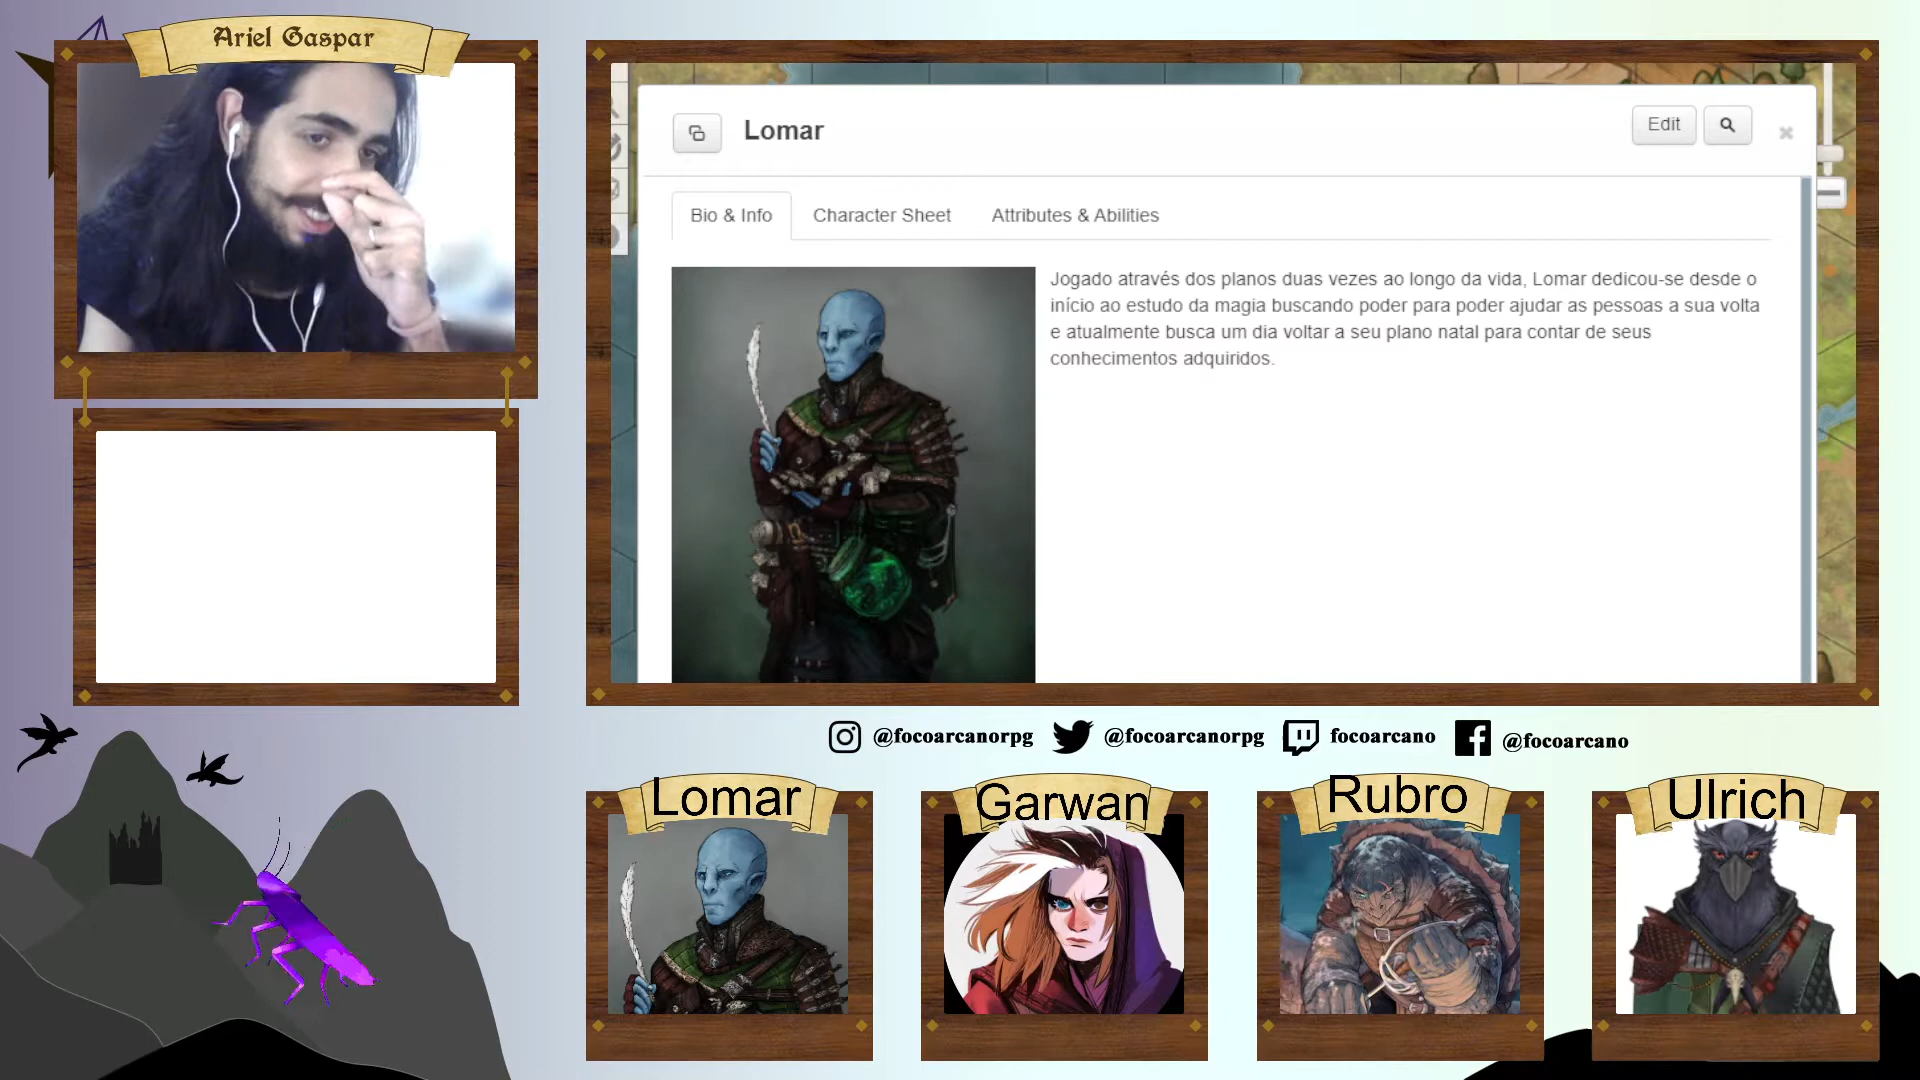 Ariel Gaspar
Lomar
Edit
Bio & Info
Character Sheet
Attributes & Abilities
Jogado através dos planos duas vezes ao longo da vida, Lomar dedicou-se desde o
início ao estudo da magia buscando poder para poder ajudar as pessoas a sua volta
e atualmente busca um dia voltar a seu plano natal para contar de seus
conhecimentos adquiridos.
@focoarcanorpg
@focoarcanorpg
focoarcano
@focoarcano
Lomar
Garwan
Rubro
Ulrich